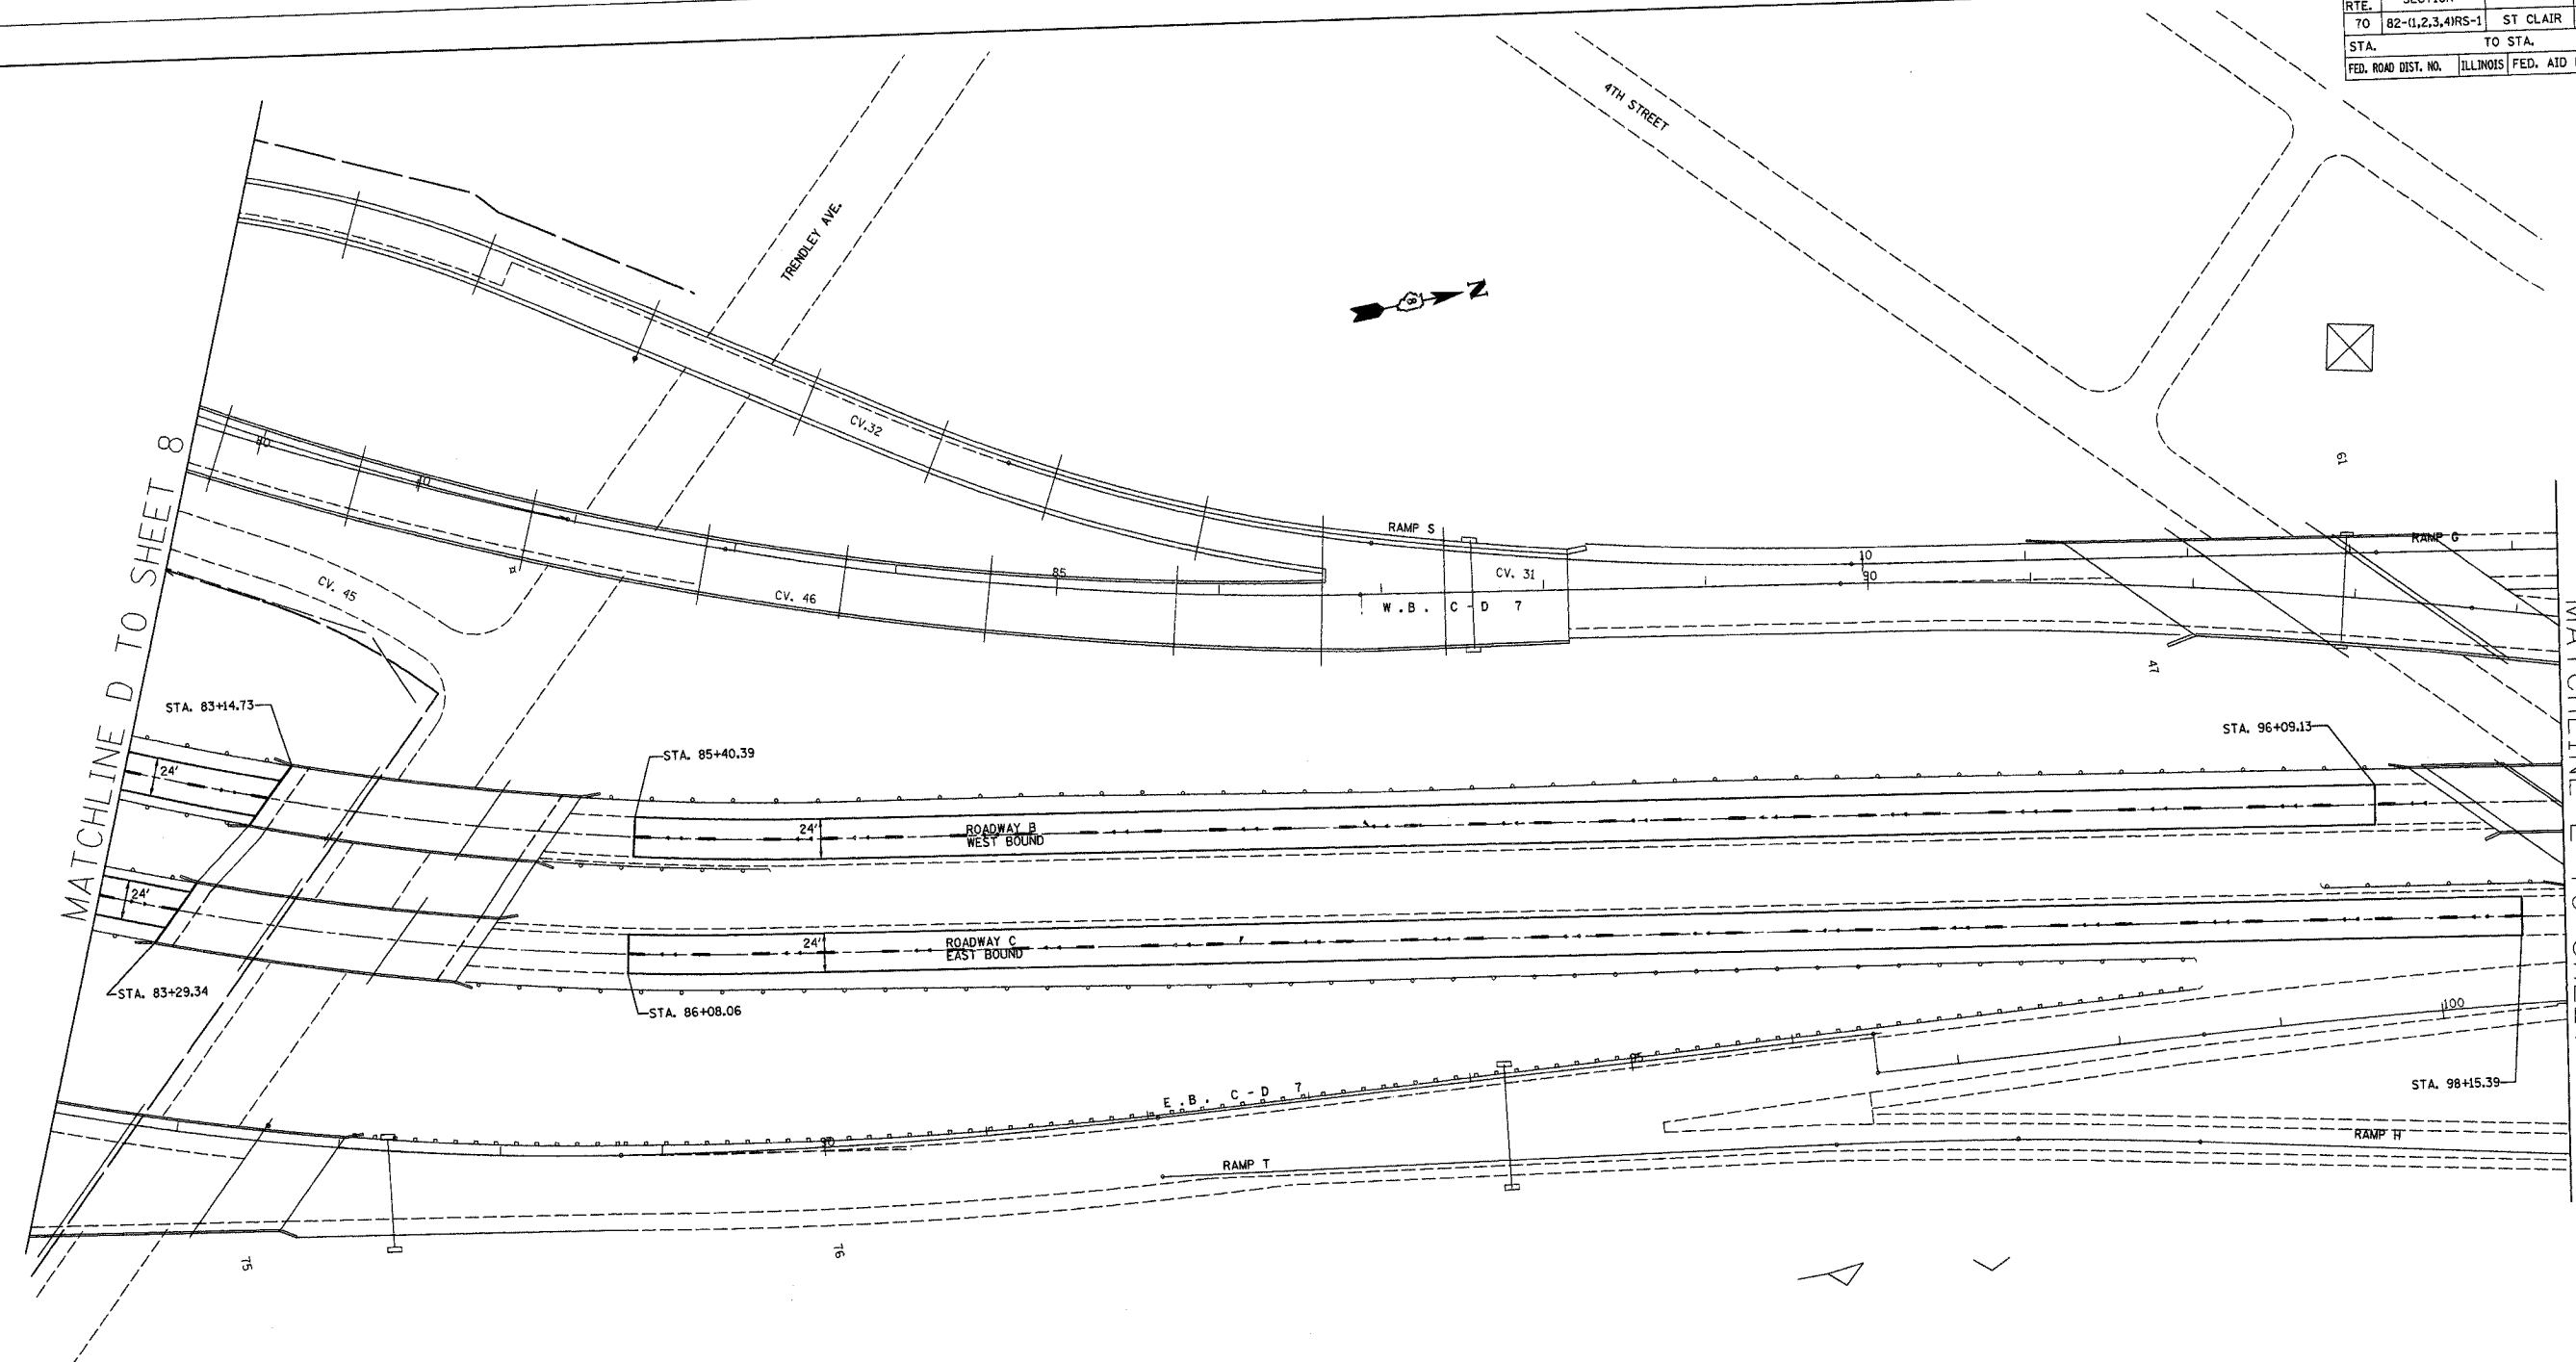 RTE.
70 82-(1,2,3,4)RS-1 ST CLAIR
STA. TO STA.
FED. ROAD DIST. NO. ILLINOIS FED. AID
4TH STREET
TRENDLEY AVE.
N
CV.32
61
MATCHLINE D TO SHEET 8
80
40
RAMP S
RAMP G
10
85
CV. 31
90
CV. 45
CV. 46
W.B. C-D 7
47
STA. 83+14.73
STA. 85+40.39
STA. 96+09.13
24'
24'
ROADWAY B
WEST BOUND
24'
24'
ROADWAY C
EAST BOUND
STA. 83+29.34
STA. 86+08.06
100
95
STA. 98+15.39
E.B. C-D 7
90
RAMP H
RAMP T
75
76